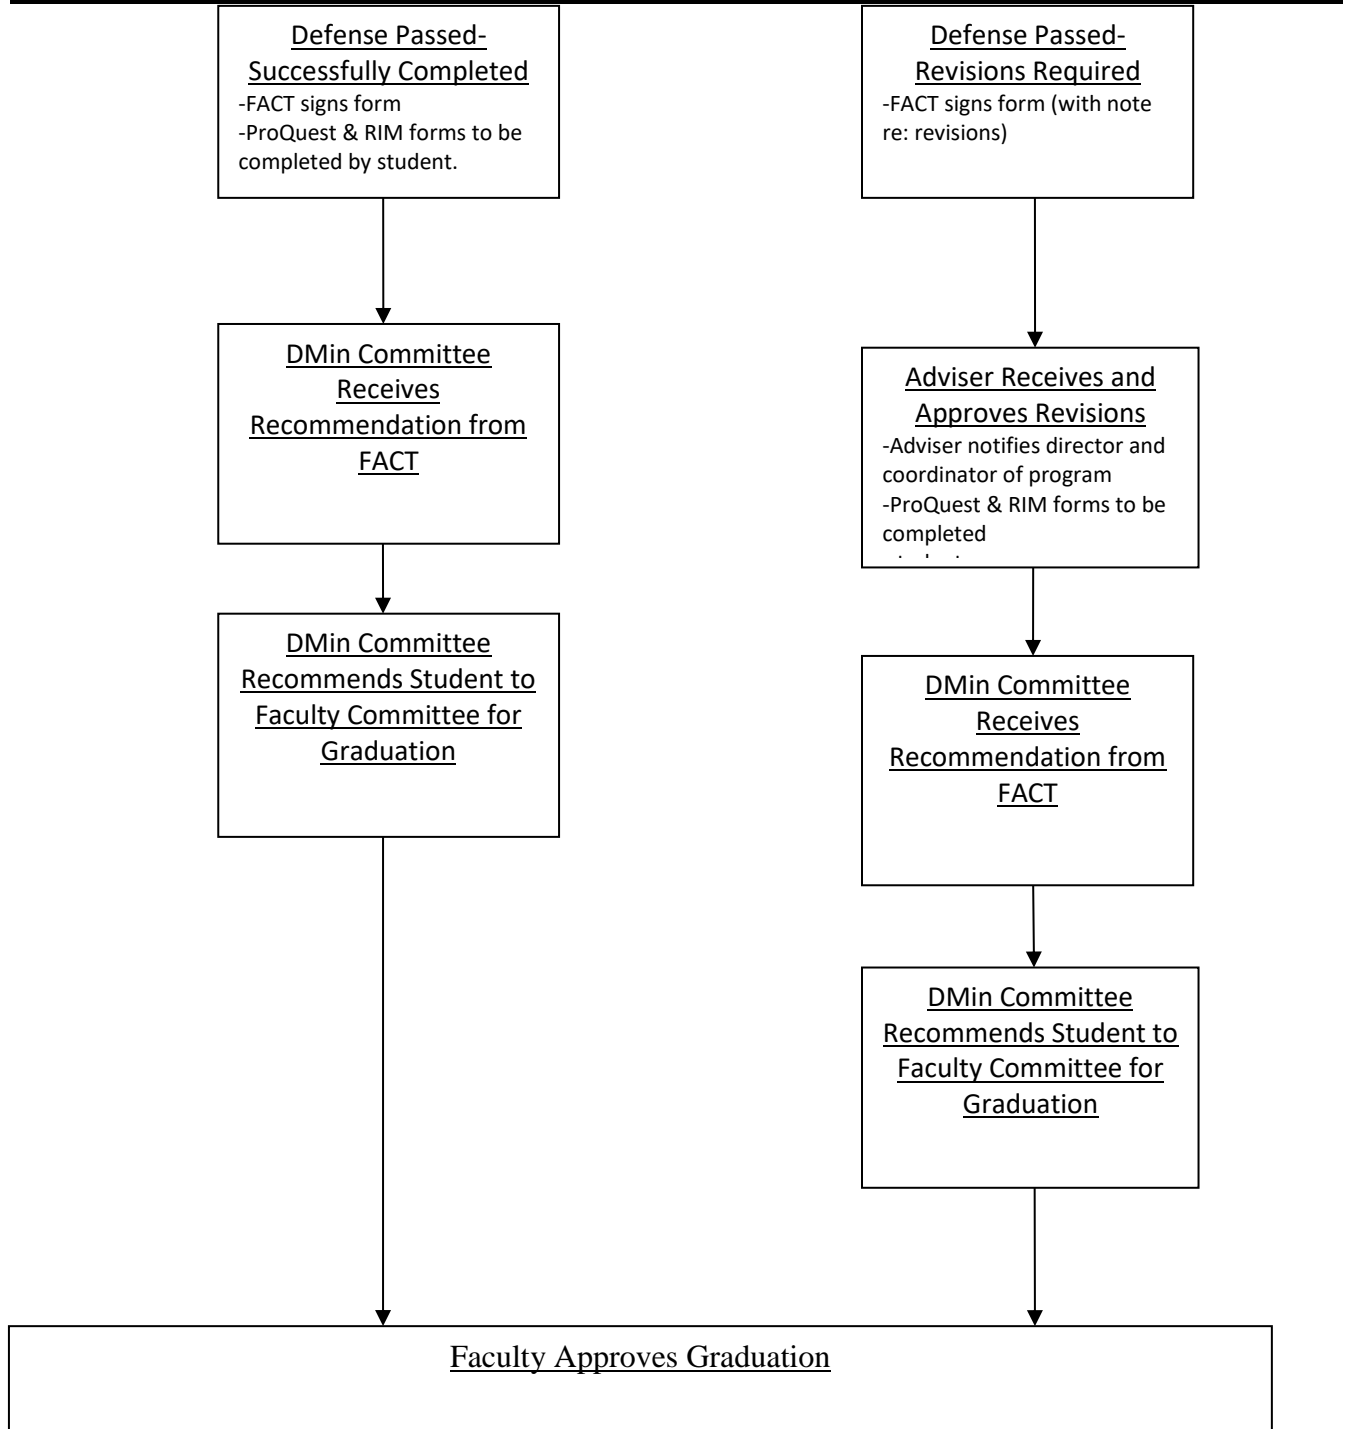 Defense Passed-
Successfully Completed
-FACT signs form
-ProQuest & RIM forms to be
completed by student.
DMin Committee
Receives
Recommendation from
FACT
DMin Committee
Recommends Student to
Faculty Committee for
Graduation
Defense Passed-
Revisions Required
-FACT signs form (with note
re: revisions)
Adviser Receives and
Approves Revisions
-Adviser notifies director and
coordinator of program
-ProQuest & RIM forms to be
completed
DMin Committee
Receives
Recommendation from
FACT
DMin Committee
Recommends Student to
Faculty Committee for
Graduation
Faculty Approves Graduation